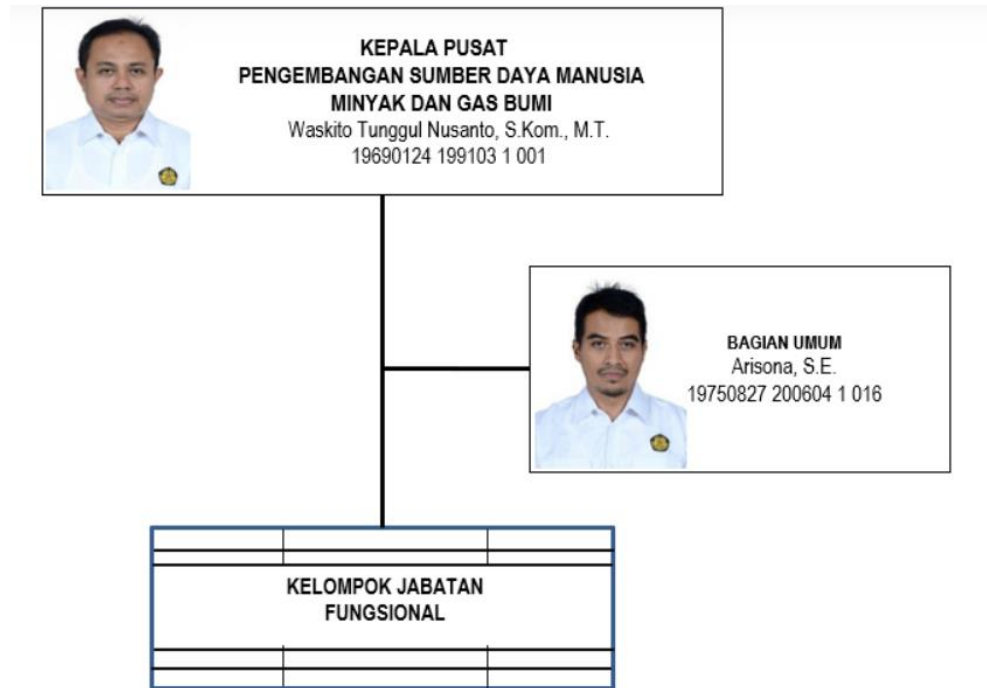 KEPALA PUSAT
PENGEMBANGAN SUMBER DAYA MANUSIA
MINYAK DAN GAS BUMI
Waskito Tunggul Nusanto, S.Kom., M.T.
19690124 199103 1 001
BAGIAN UMUM
Arisona, S.E.
19750827 200604 1 016
KELOMPOK JABATAN
FUNGSIONAL